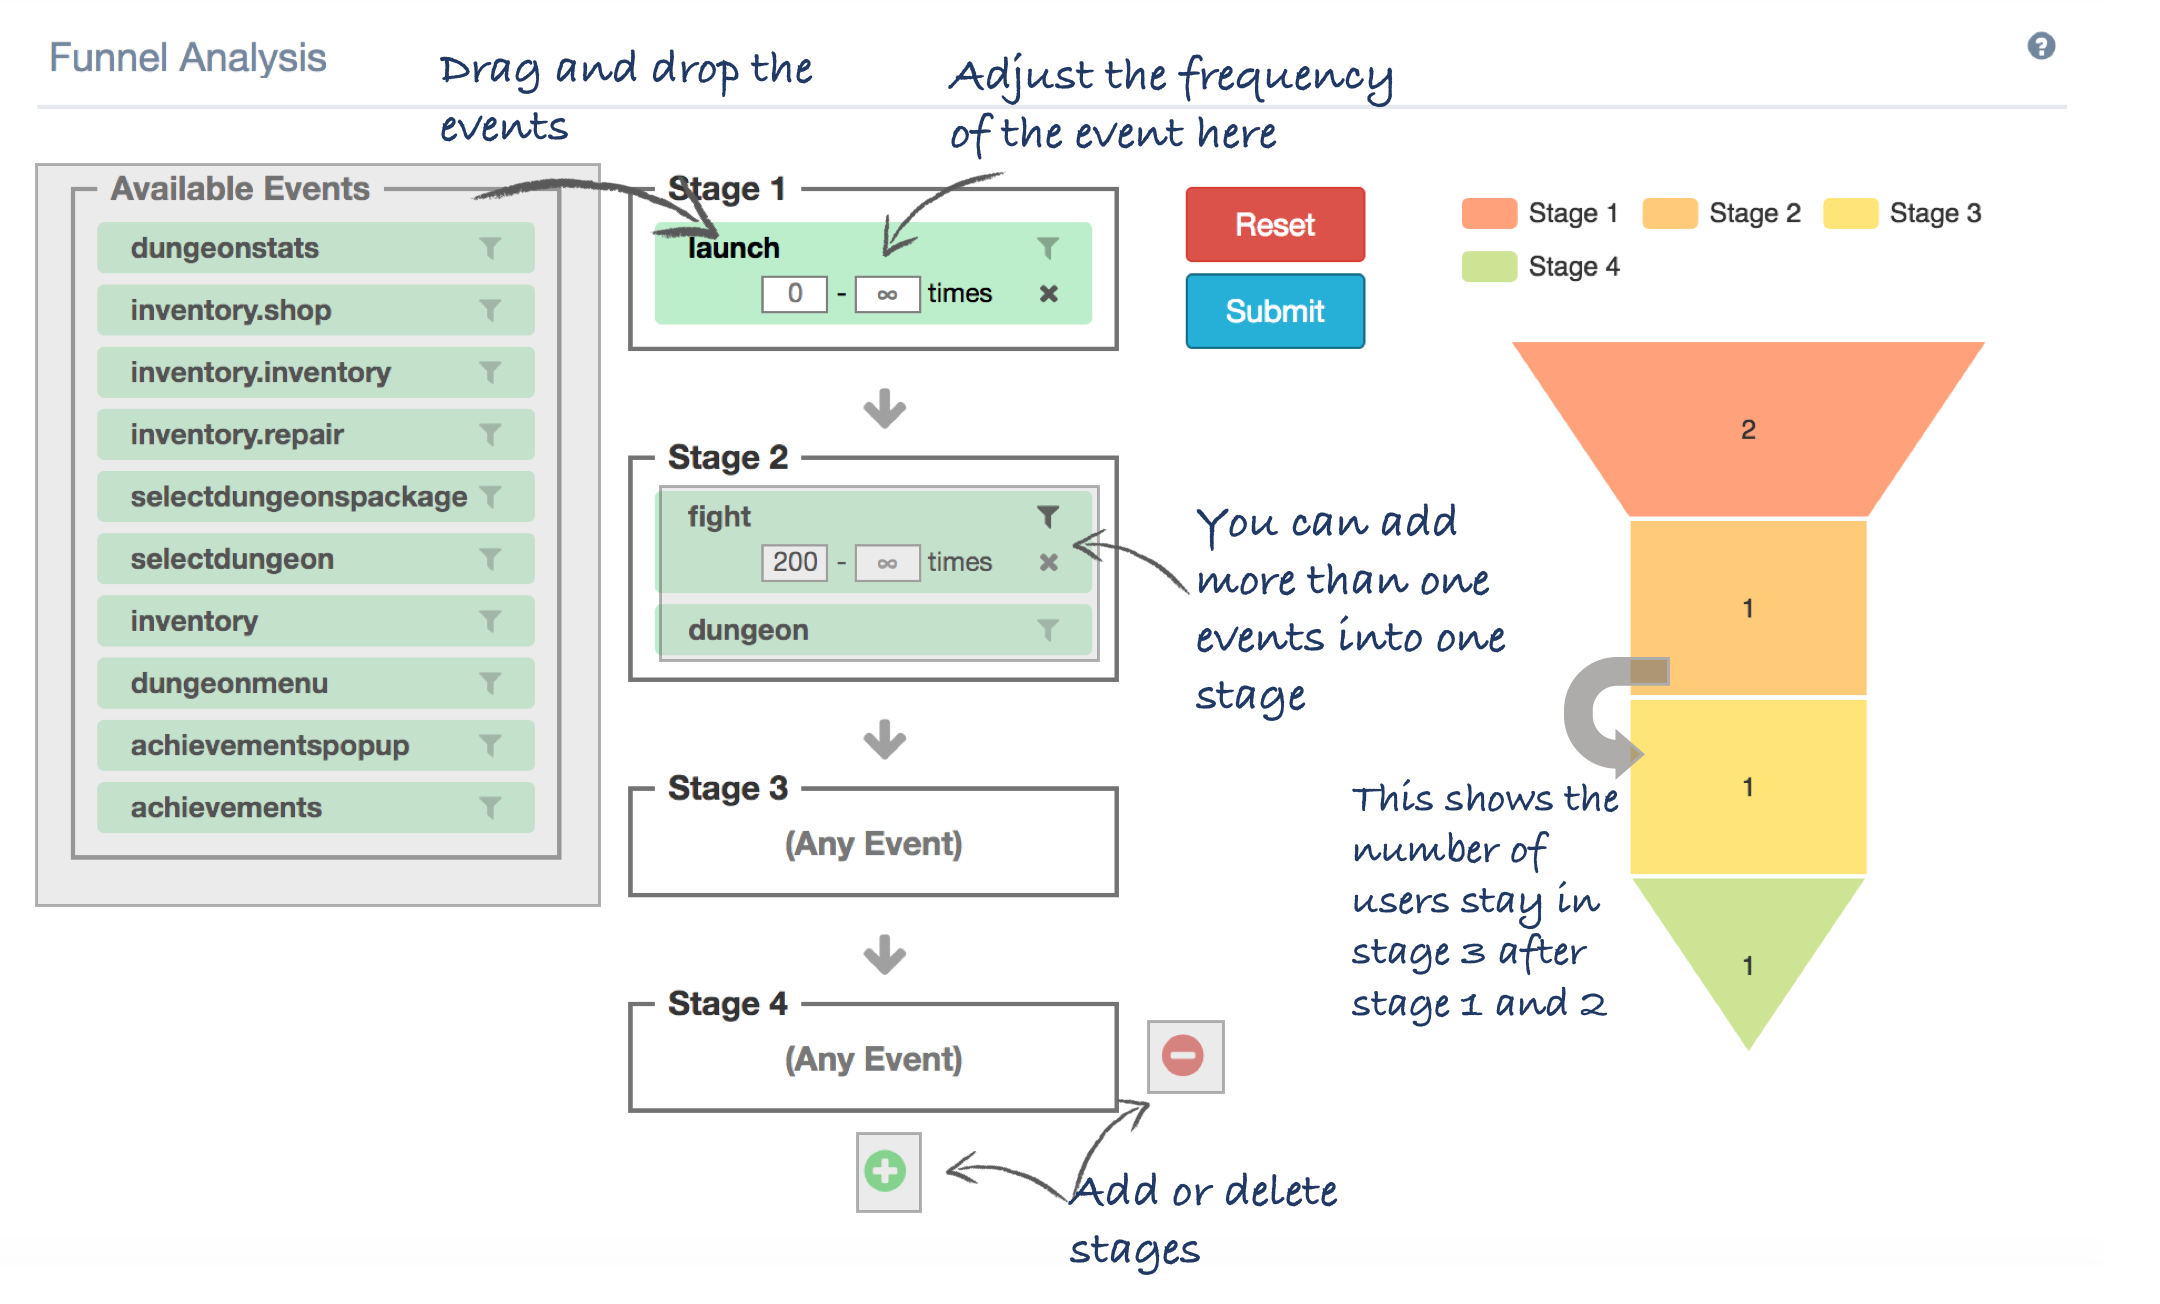 Funnel Analysis
?
Drag and drop the
events
Adjust the frequency
of the event here
Available Events
dungeonstats
inventory.shop
inventory.inventory
inventory.repair
selectdungeonspackage
selectdungeon
inventory
dungeonmenu
achievementspopup
achievements
Stage 1
launch
0 - ∞ times
Stage 2
fight
200 - ∞ times
dungeon
Stage 3
(Any Event)
Stage 4
(Any Event)
Reset
Submit
You can add
more than one
events into one
stage
Add or delete
stages
Stage 1 Stage 2 Stage 3
Stage 4
2
1
1
1
This shows the
number of
users stay in
stage 3 after
stage 1 and 2